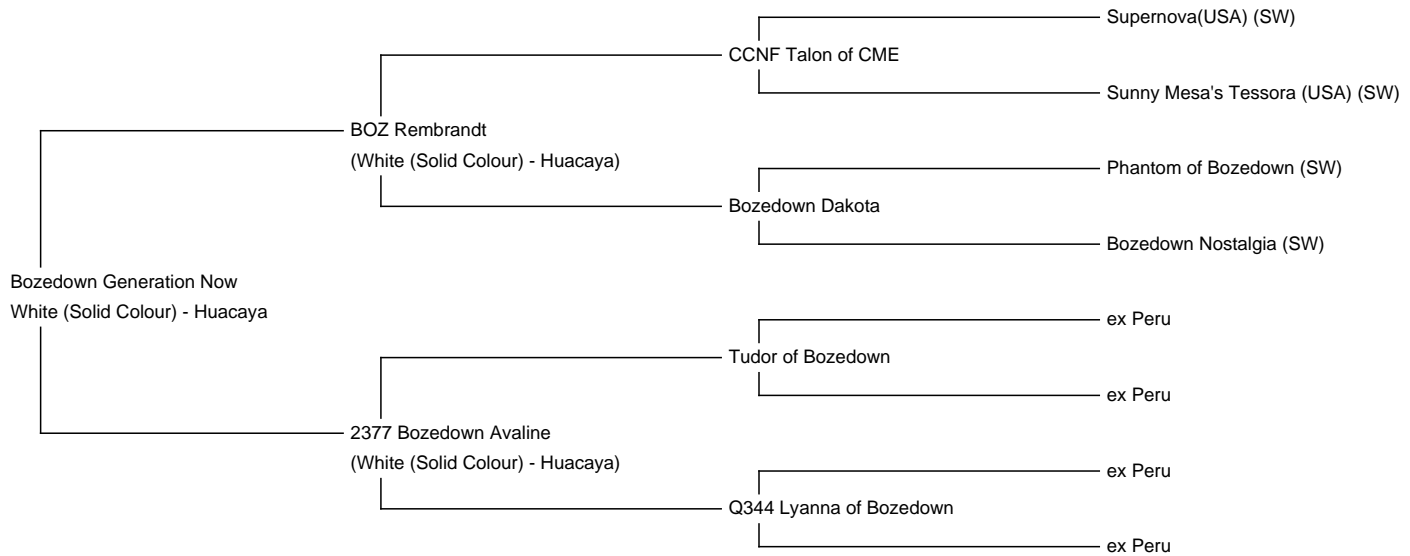 Supernova(USA) (SW)
CCNF Talon of CME
Sunny Mesa's Tessora (USA) (SW)
BOZ Rembrandt
(White (Solid Colour) - Huacaya)
Phantom of Bozedown (SW)
Bozedown Dakota
Bozedown Nostalgia (SW)
Bozedown Generation Now
White (Solid Colour) - Huacaya
ex Peru
Tudor of Bozedown
ex Peru
2377 Bozedown Avaline
(White (Solid Colour) - Huacaya)
ex Peru
Q344 Lyanna of Bozedown
ex Peru